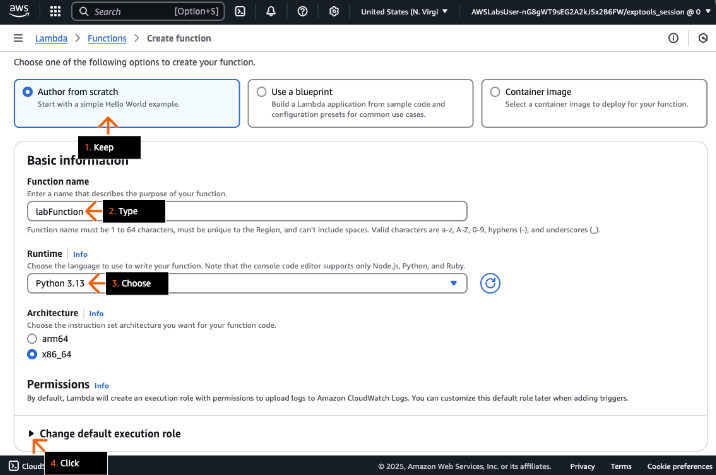 aws
Search [Option+S]
United States (N. Virgi
AWSLabsUser-nG8gWT9sEG2A2kJ5x2B6FW/exptools_session @ 0
Lambda > Functions > Create function
Choose one of the following options to create your function.
Author from scratch
Start with a simple Hello World example.
Use a blueprint
Build a Lambda application from sample code and
configuration presets for common use cases.
Container image
Select a container image to deploy for your function.
1. Keep
Basic information
Function name
Enter a name that describes the purpose of your function.
labFunction
2. Type
Function name must be 1 to 64 characters, must be unique to the Region, and can't include spaces. Valid characters are a-z, A-Z, 0-9, hyphens (-), and underscores (_).
Runtime Info
Choose the language to use to write your function. Note that the console code editor supports only Node.js, Python, and Ruby.
Python 3.13
3. Choose
Architecture Info
Choose the instruction set architecture you want for your function code.
arm64
x86_64
Permissions Info
By default, Lambda will create an execution role with permissions to upload logs to Amazon CloudWatch Logs. You can customize this default role later when adding triggers.
Change default execution role
4. Click
© 2025, Amazon Web Services, Inc. or its affiliates. Privacy Terms Cookie preferences